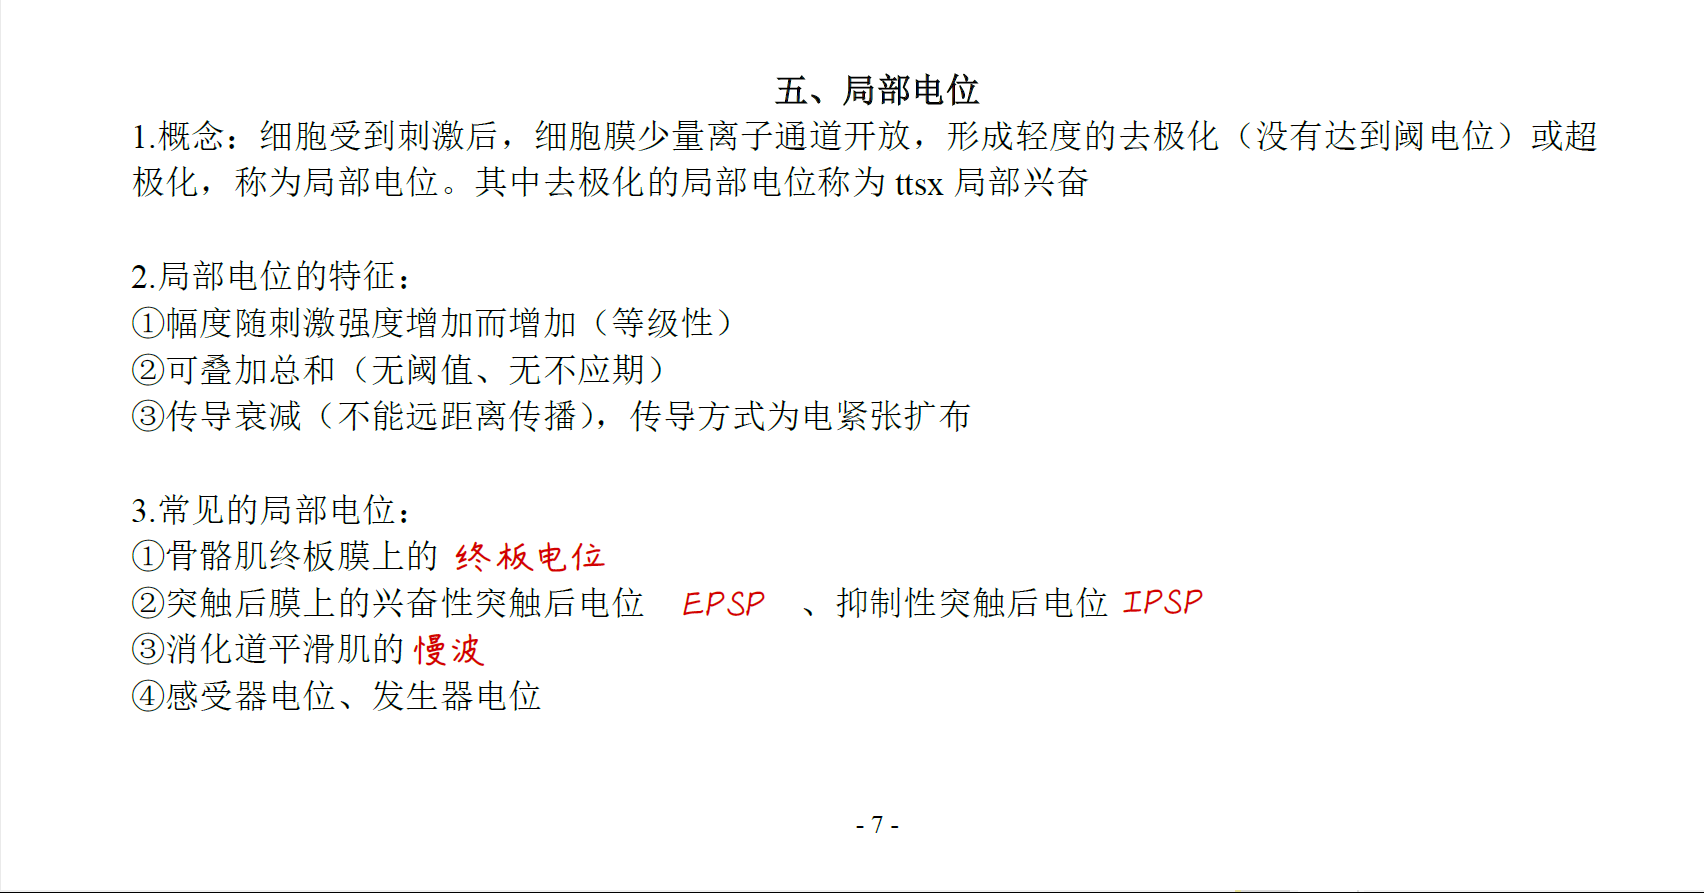 五、局部电位
1.概念：细胞受到刺激后，细胞膜少量离子通道开放，形成轻度的去极化（没有达到阈电位）或超
极化，称为局部电位。其中去极化的局部电位称为 ttsx 局部兴奋
2.局部电位的特征：
①幅度随刺激强度增加而增加（等级性）
②可叠加总和（无阈值、无不应期）
③传导衰减（不能远距离传播），传导方式为电紧张扩布
3.常见的局部电位：
①骨骼肌终板膜上的 终板电位
②突触后膜上的兴奋性突触后电位 EPSP 、抑制性突触后电位 IPSP
③消化道平滑肌的 慢波
④感受器电位、发生器电位
- 7 -